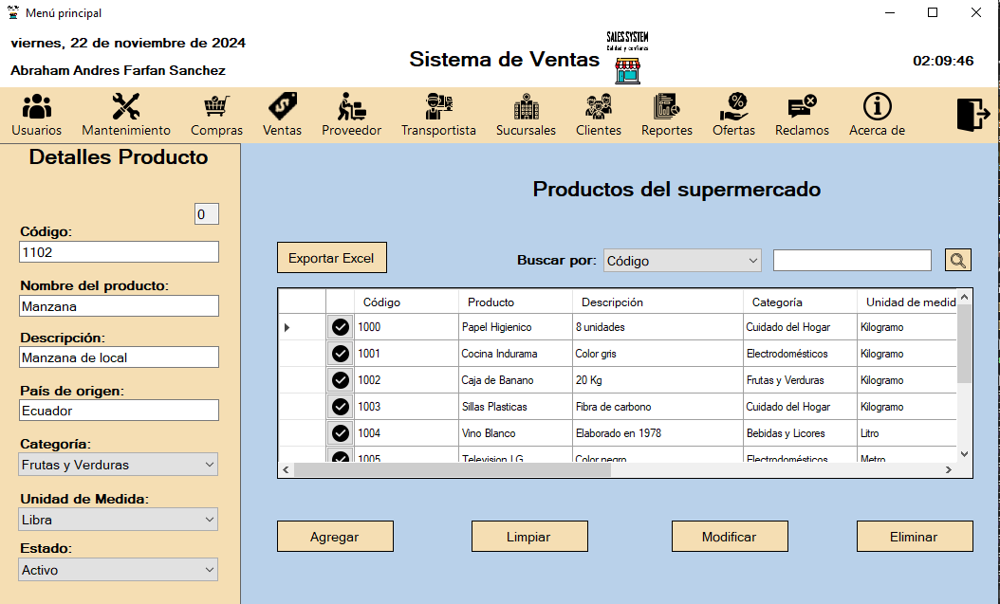 Menú principal
viernes, 22 de noviembre de 2024
Abraham Andres Farfan Sanchez
Sistema de Ventas
SALES SYSTEM
Calidad y confianza
02:09:46
Usuarios Mantenimiento Compras Ventas Proveedor Transportista Sucursales Clientes Reportes Ofertas Reclamos Acerca de
Detalles Producto
0
Código:
1102
Nombre del producto:
Manzana
Descripción:
Manzana de local
País de origen:
Ecuador
Categoría:
Frutas y Verduras
Unidad de Medida:
Libra
Estado:
Activo
Productos del supermercado
Exportar Excel Buscar por: Código
Código Producto Descripción Categoría Unidad de medid
1000 Papel Higienico 8 unidades Cuidado del Hogar Kilogramo
1001 Cocina Indurama Color gris Electrodomésticos Kilogramo
1002 Caja de Banano 20 Kg Frutas y Verduras Kilogramo
1003 Sillas Plasticas Fibra de carbono Cuidado del Hogar Kilogramo
1004 Vino Blanco Elaborado en 1978 Bebidas y Licores Litro
1005 Television LG Color negro Electrodomésticos Metro
Agregar Limpiar Modificar Eliminar